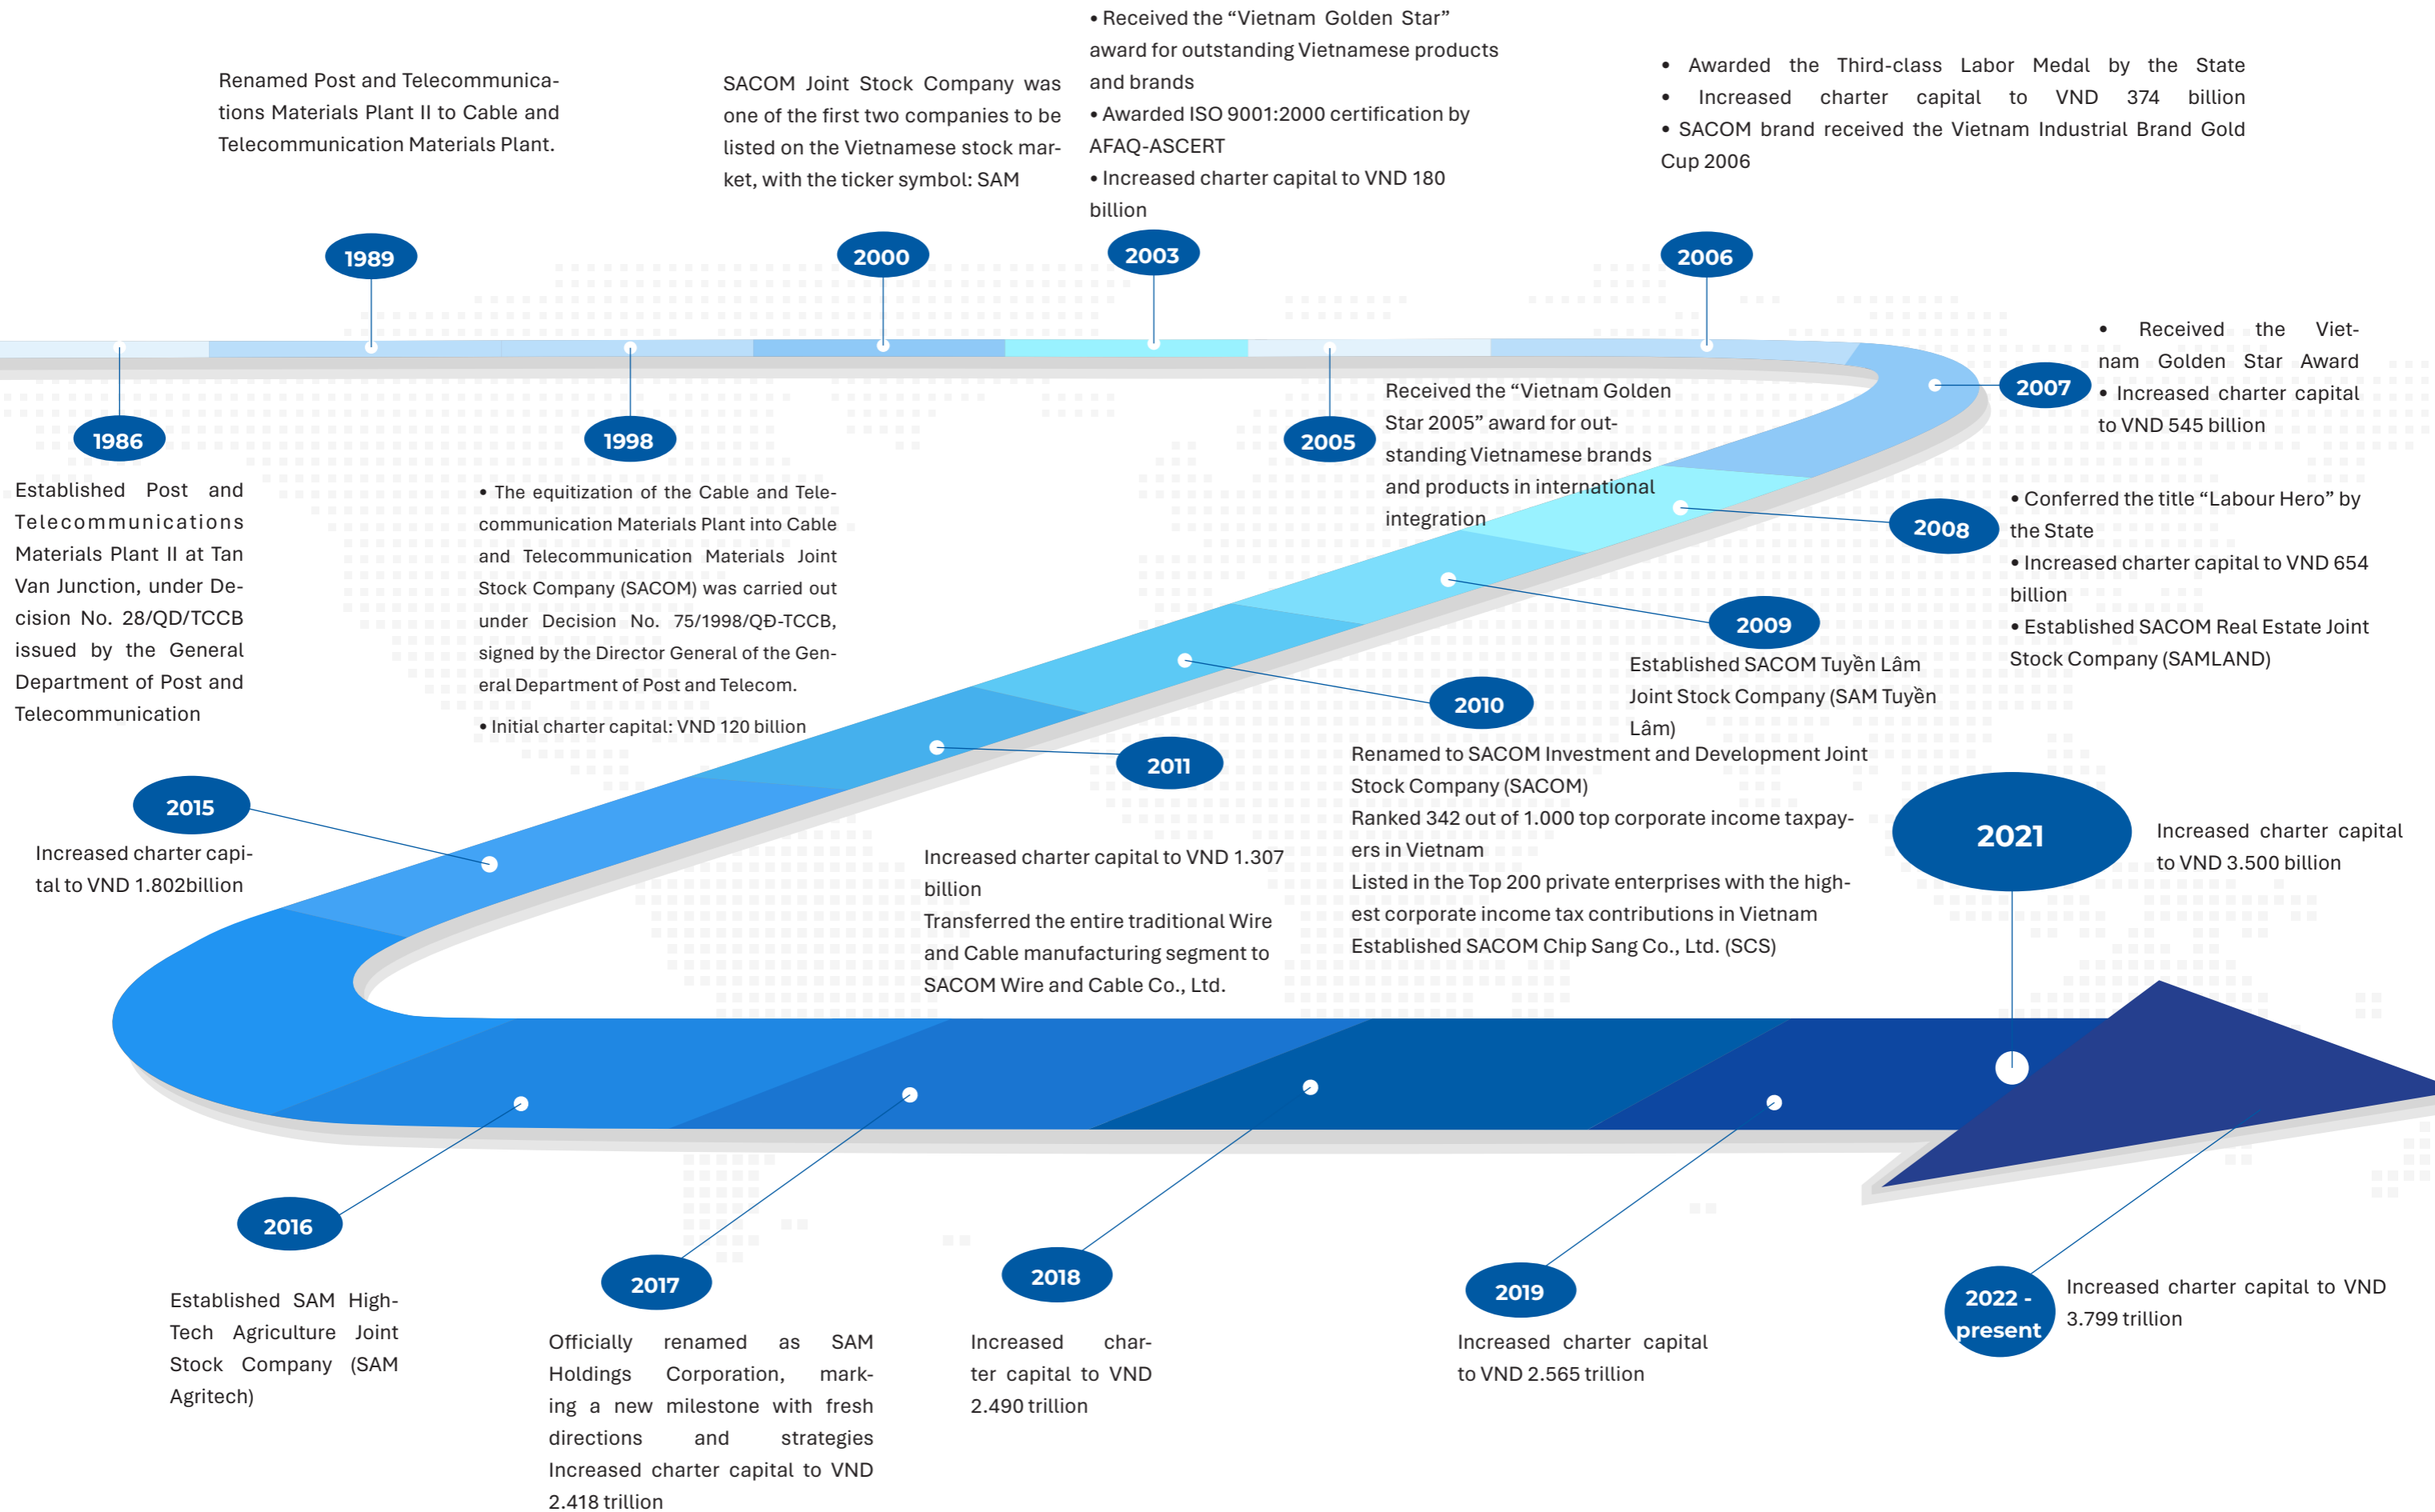 1986
Established Post and
Telecommunications
Materials Plant II at Tan
Van Junction, under De-
cision No. 28/QD/TCCB
issued by the General
Department of Post and
Telecommunication
Renamed Post and Telecommunica-
tions Materials Plant II to Cable and
Telecommunication Materials Plant.
1989
1998
• The equitization of the Cable and Tele-
communication Materials Plant into Cable
and Telecommunication Materials Joint
Stock Company (SACOM) was carried out
under Decision No. 75/1998/QĐ-TCCB,
signed by the Director General of the Gen-
eral Department of Post and Telecom.
• Initial charter capital: VND 120 billion
SACOM Joint Stock Company was
one of the first two companies to be
listed on the Vietnamese stock mar-
ket, with the ticker symbol: SAM
2000
• Received the “Vietnam Golden Star”
award for outstanding Vietnamese products
and brands
• Awarded ISO 9001:2000 certification by
AFAQ-ASCERT
• Increased charter capital to VND 180
billion
2003
2005
Received the “Vietnam Golden
Star 2005” award for out-
standing Vietnamese brands
and products in international
integration
• Awarded the Third-class Labor Medal by the State
• Increased charter capital to VND 374 billion
• SACOM brand received the Vietnam Industrial Brand Gold
Cup 2006
2006
2007
• Received the Viet-
nam Golden Star Award
• Increased charter capital
to VND 545 billion
2008
• Conferred the title “Labour Hero” by
the State
• Increased charter capital to VND 654
billion
• Established SACOM Real Estate Joint
Stock Company (SAMLAND)
2009
Established SACOM Tuyền Lâm
Joint Stock Company (SAM Tuyền
Lâm)
2010
Renamed to SACOM Investment and Development Joint
Stock Company (SACOM)
Ranked 342 out of 1.000 top corporate income taxpay-
ers in Vietnam
Listed in the Top 200 private enterprises with the high-
est corporate income tax contributions in Vietnam
Established SACOM Chip Sang Co., Ltd. (SCS)
2011
Increased charter capital to VND 1.307
billion
Transferred the entire traditional Wire
and Cable manufacturing segment to
SACOM Wire and Cable Co., Ltd.
2015
Increased charter capi-
tal to VND 1.802billion
2016
Established SAM High-
Tech Agriculture Joint
Stock Company (SAM
Agritech)
2017
Officially renamed as SAM
Holdings Corporation, mark-
ing a new milestone with fresh
directions and strategies
Increased charter capital to VND
2.418 trillion
2018
Increased char-
ter capital to VND
2.490 trillion
2019
Increased charter capital
to VND 2.565 trillion
2021
Increased charter capital
to VND 3.500 billion
2022 -
present
Increased charter capital to VND
3.799 trillion